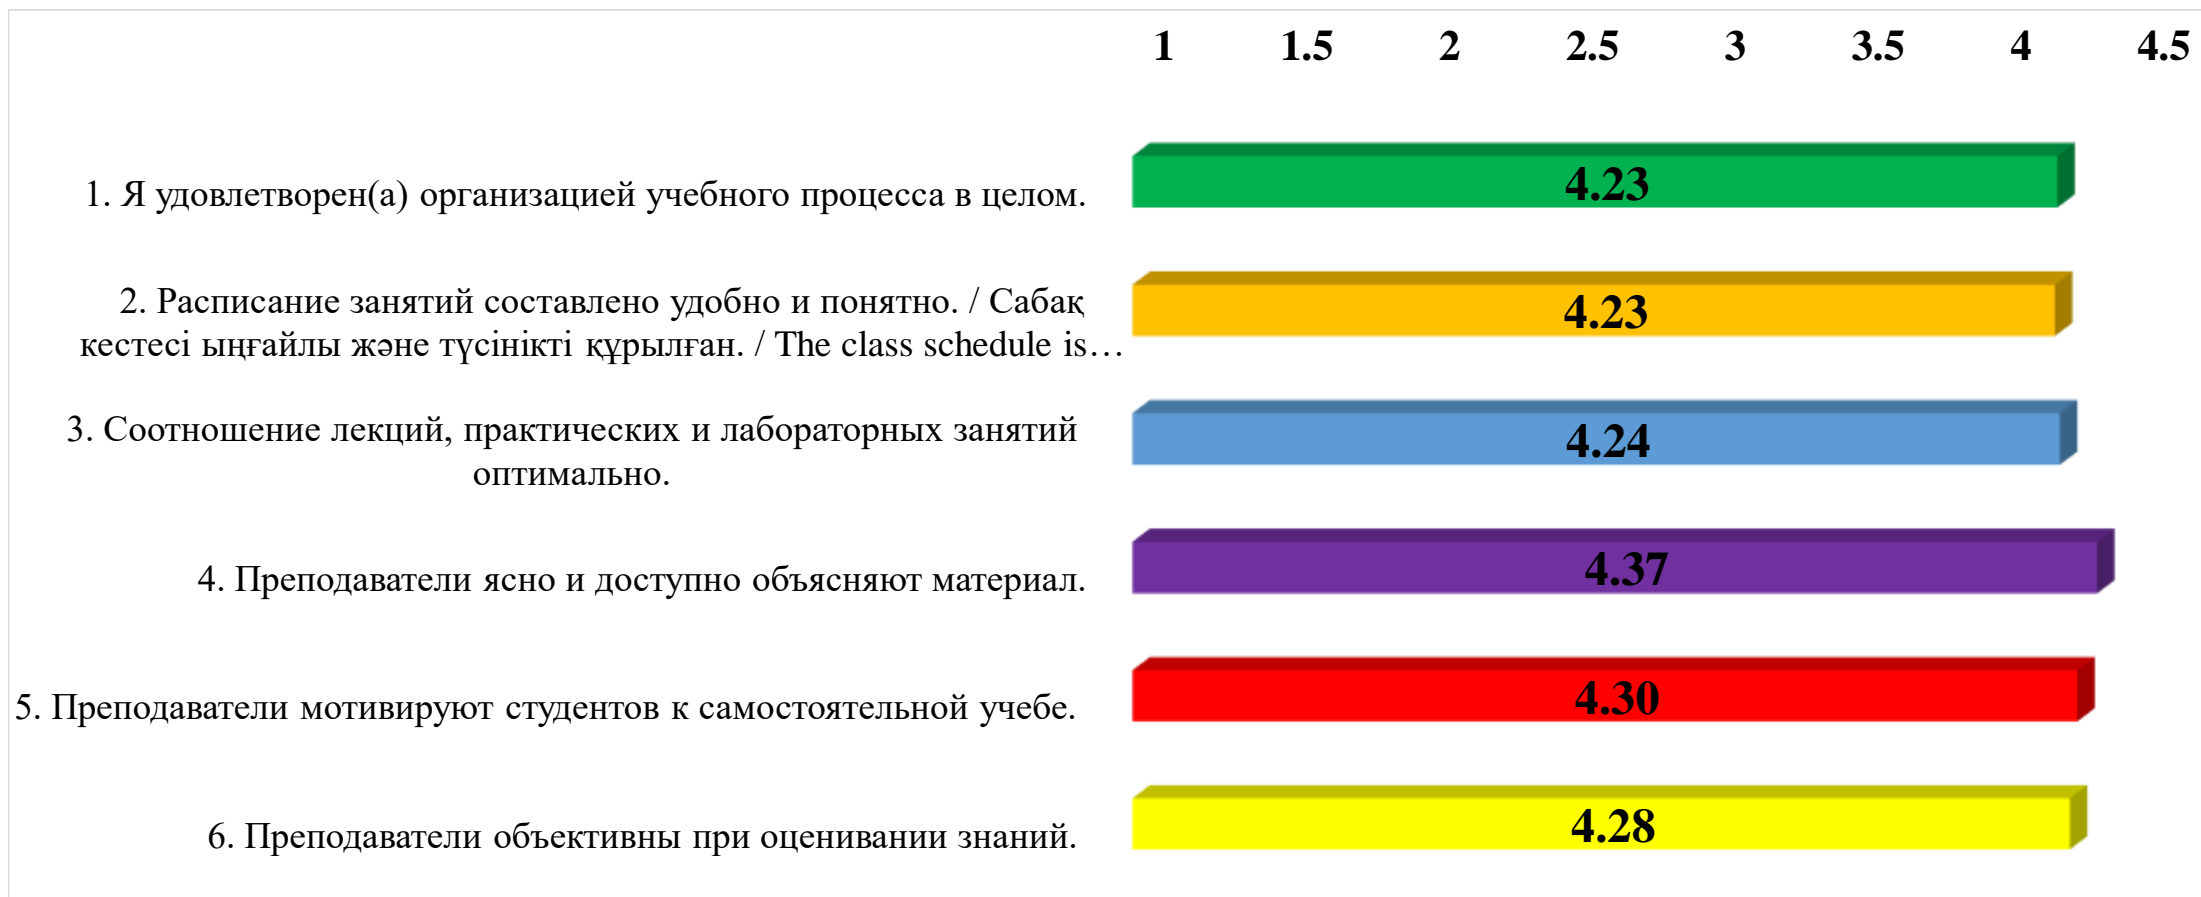 1 1.5 2 2.5 3 3.5 4 4.5
1. Я удовлетворен(а) организацией учебного процесса в целом.
4.23
2. Расписание занятий составлено удобно и понятно. / Сабақ
кестесі ыңғайлы және түсінікті құрылған. / The class schedule is…
4.23
3. Соотношение лекций, практических и лабораторных занятий
оптимально.
4.24
4. Преподаватели ясно и доступно объясняют материал.
4.37
5. Преподаватели мотивируют студентов к самостоятельной учебе.
4.30
6. Преподаватели объективны при оценивании знаний.
4.28